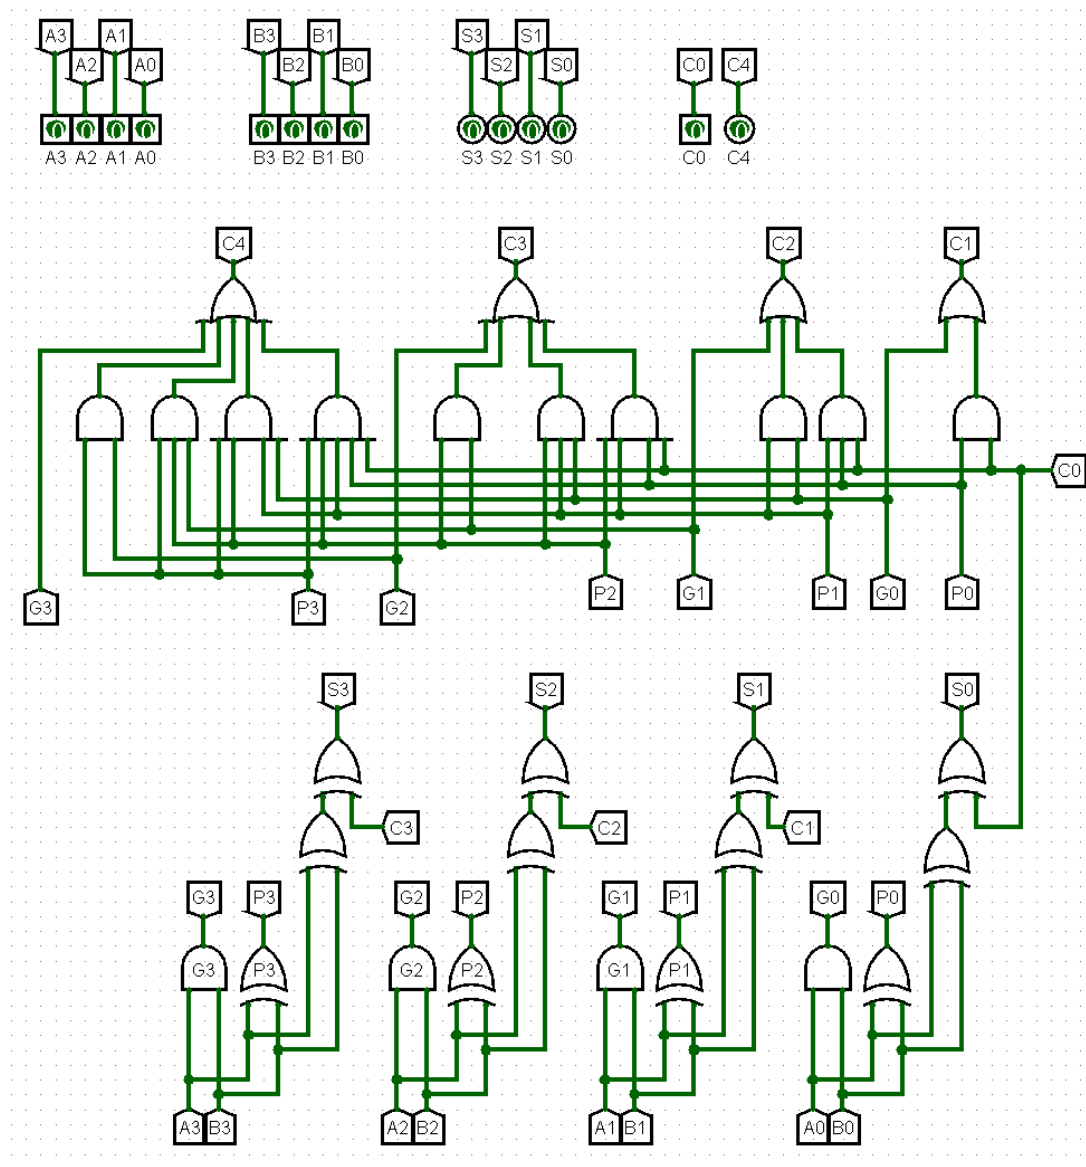 A3 A1 B3 B1 S3 S1
A2 A0 B2 B0 S2 S0 C0 C4
A3 A2 A1 A0 B3 B2 B1 B0 S3 S2 S1 S0 C0 C4
C4 C3 C2 C1
C0
G3 P3 G2 P2 G1 P1 G0 P0
S3 S2 S1 S0
C3 C2 C1
G3 P3 G2 P2 G1 P1 G0 P0
G3 P3 G2 P2 G1 P1
A3 B3 A2 B2 A1 B1 A0 B0